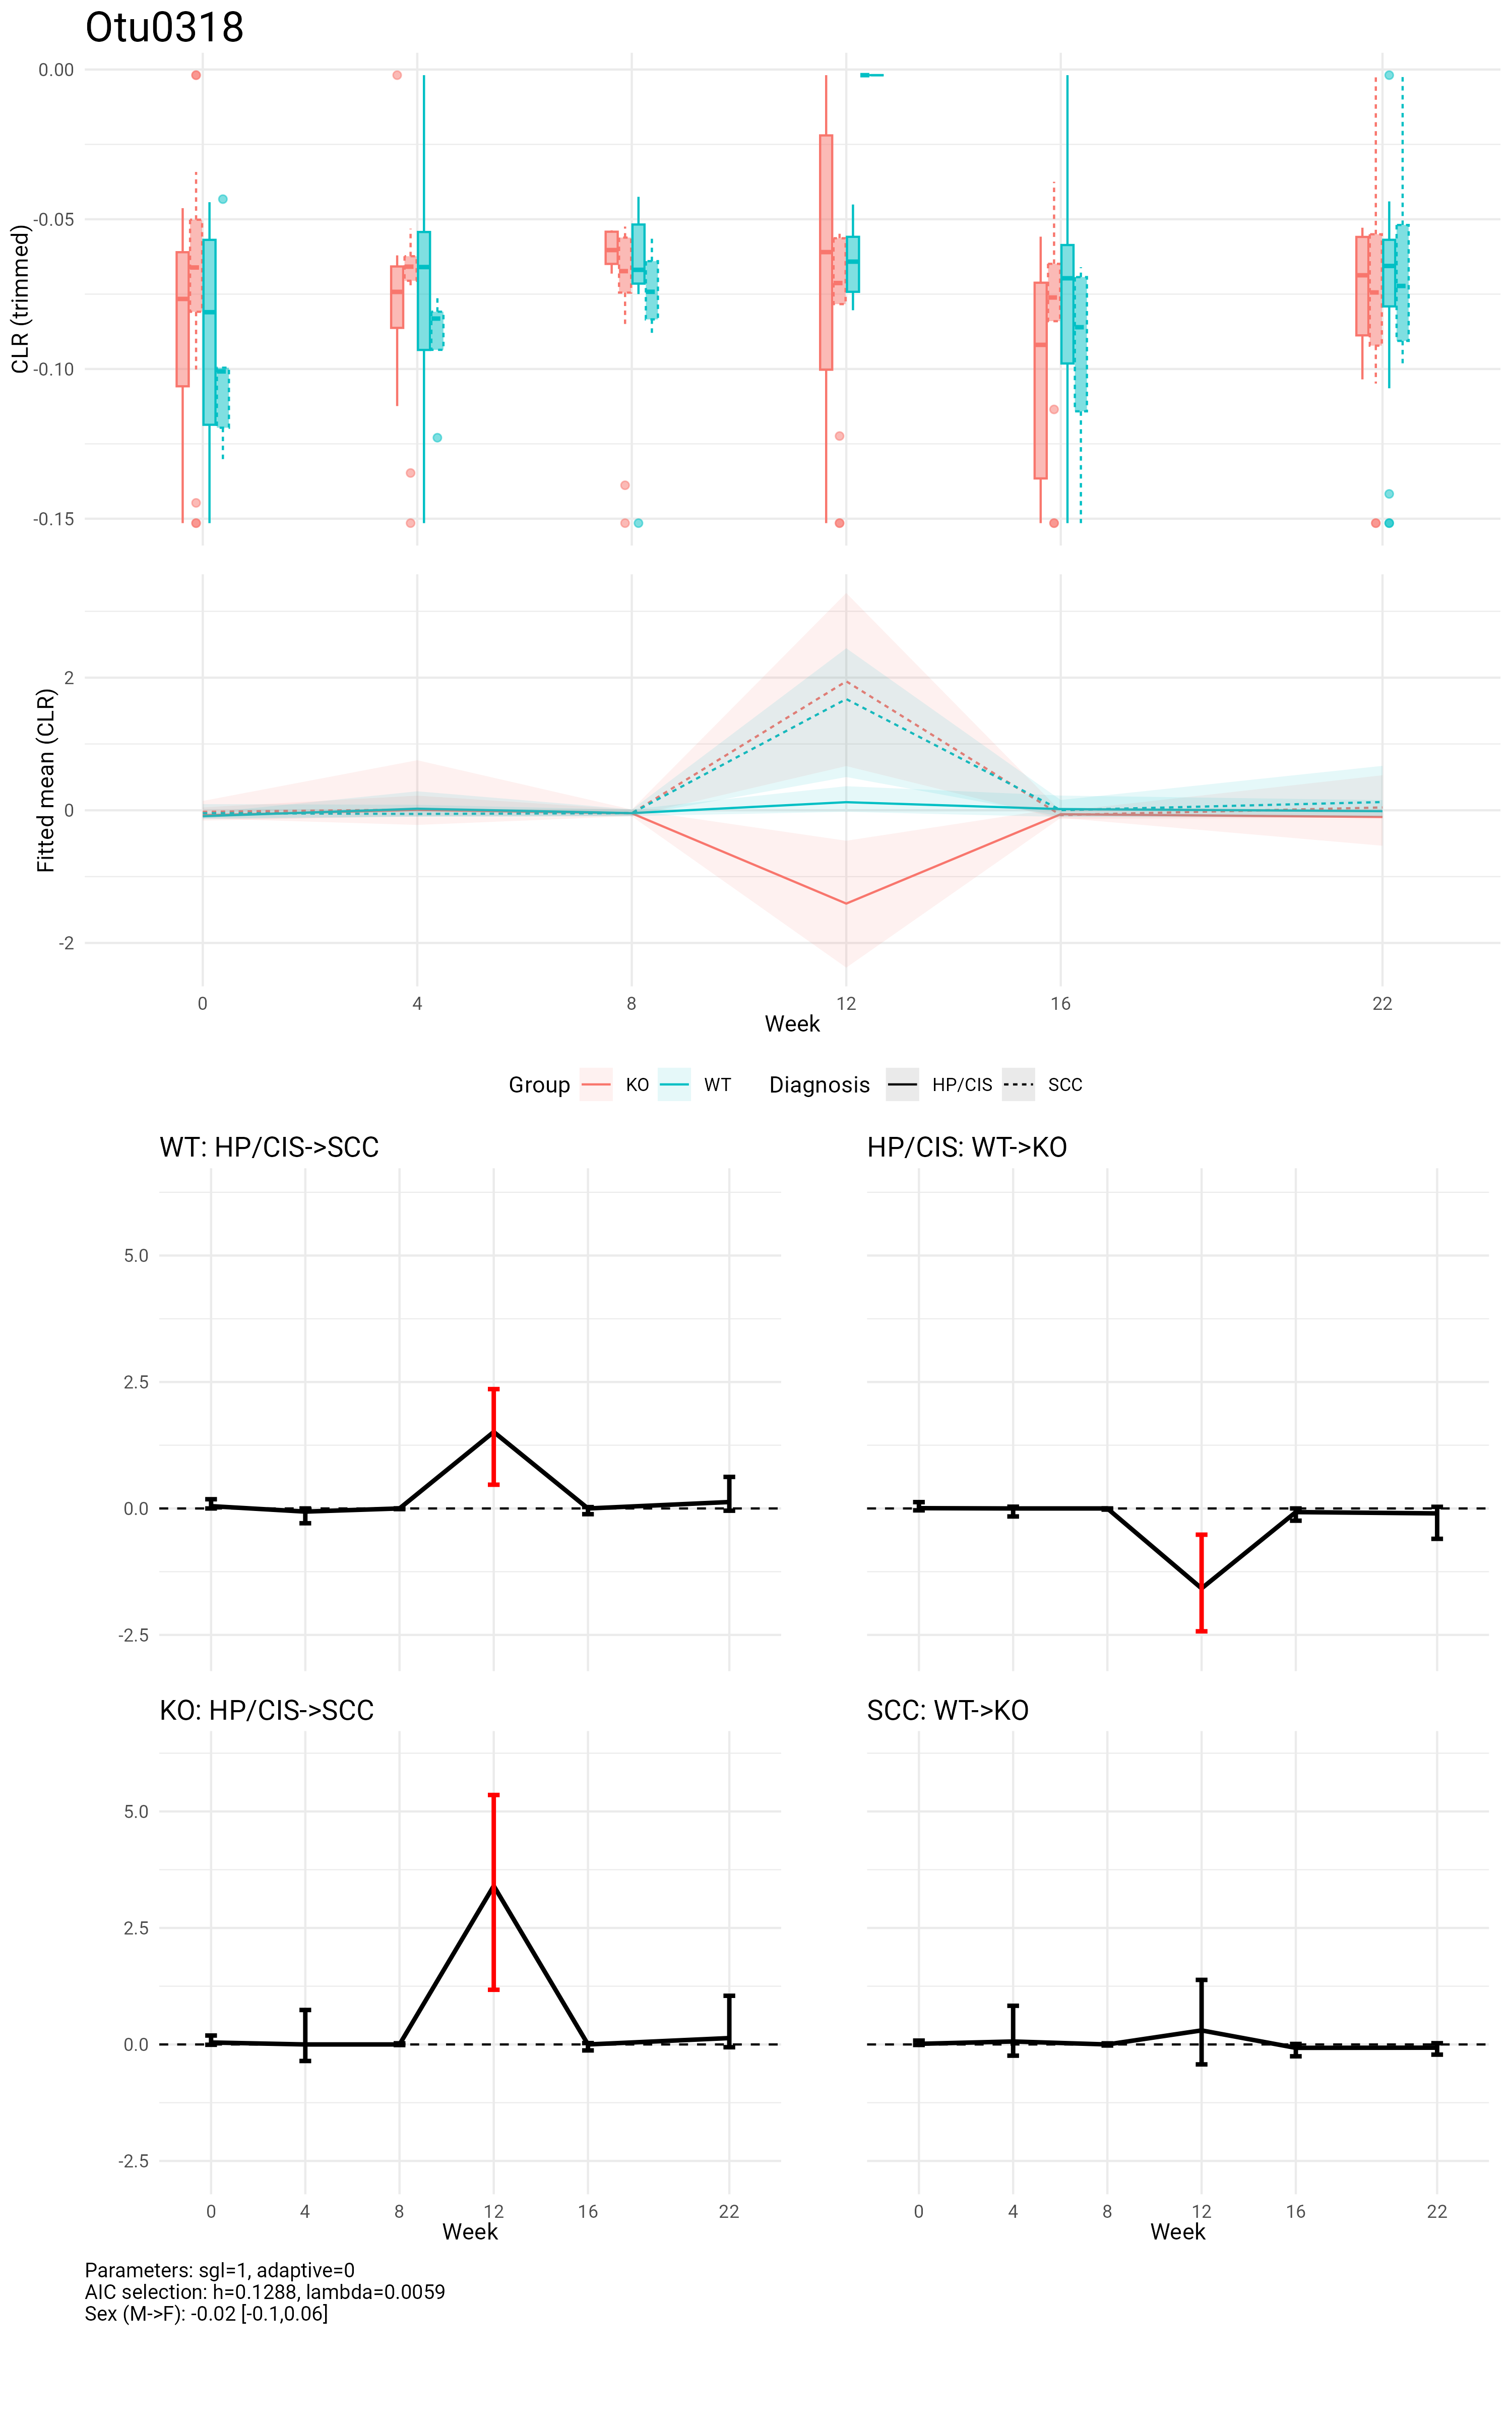 Otu0318
0.00
-0.05
-0.10
-0.15
CLR (trimmed)
2
0
-2
Fitted mean (CLR)
0 4 8 12 16 22
Week
Group KO WT Diagnosis HP/CIS SCC
WT: HP/CIS->SCC
HP/CIS: WT->KO
5.0
2.5
0.0
-2.5
KO: HP/CIS->SCC
SCC: WT->KO
5.0
2.5
0.0
-2.5
0 4 8 12 16 22
Week
0 4 8 12 16 22
Week
Parameters: sgl=1, adaptive=0
AIC selection: h=0.1288, lambda=0.0059
Sex (M->F): -0.02 [-0.1,0.06]